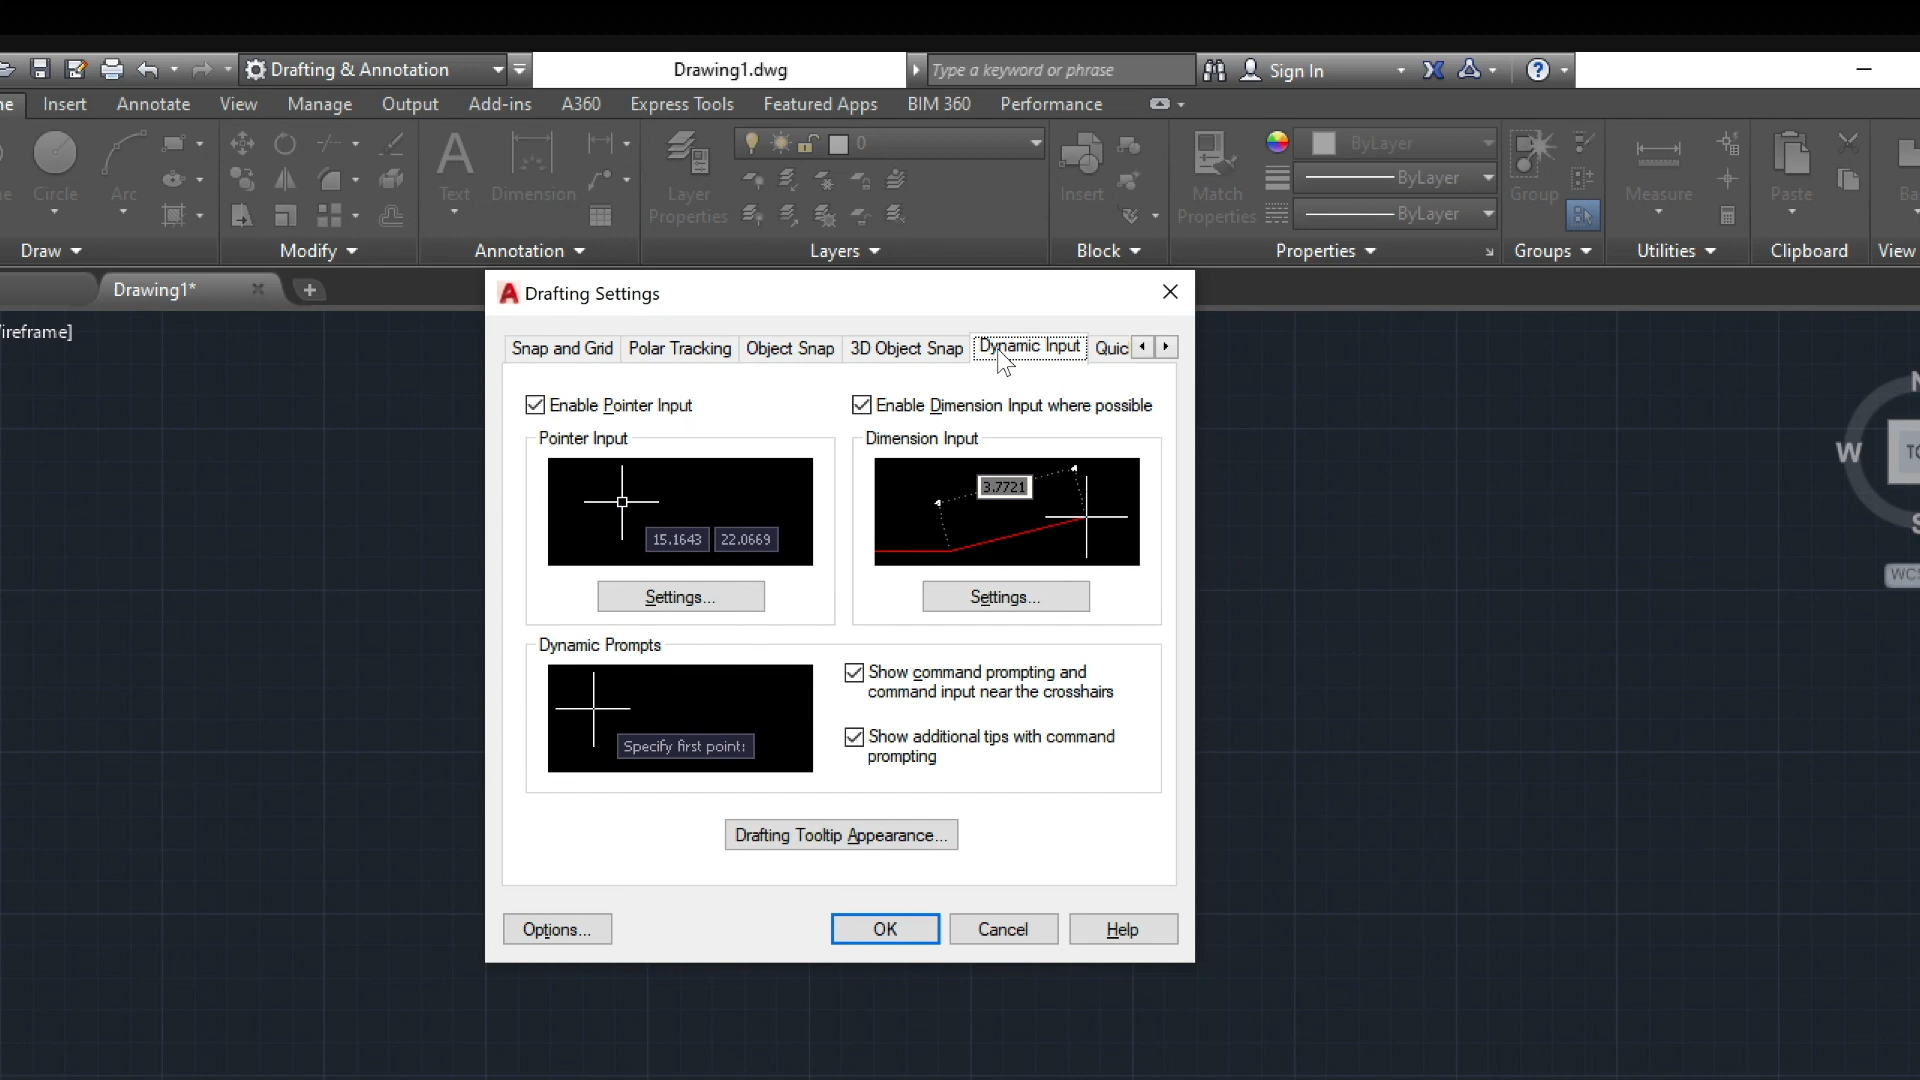 Drafting & Annotation
Drawing1.dwg
Type a keyword or phrase
Sign In
?
ne Insert Annotate View Manage Output Add-ins A360 Express Tools Featured Apps BIM 360 Performance
0
ByLayer
Circle Arc
Text Dimension
Layer
Properties
Insert
Match
Properties
ByLayer
ByLayer
Group
Measure
Paste
Ba
Draw Modify Annotation Layers Block Properties Groups Utilities Clipboard View
Drawing1*
ireframe]
A Drafting Settings
Snap and Grid Polar Tracking Object Snap 3D Object Snap Dynamic Input Quic
Enable Pointer Input
Enable Dimension Input where possible
Pointer Input
Dimension Input
3.7721
15.1643 22.0669
Settings...
Settings...
Dynamic Prompts
Show command prompting and
command input near the crosshairs
Specify first point:
Show additional tips with command
prompting
Drafting Tooltip Appearance...
Options...
OK
Cancel
Help
N
W
TO
S
WCS